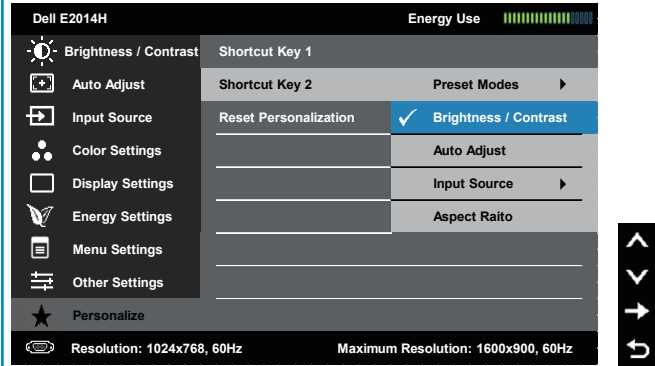 Dell E2014H Energy Use
Brightness / Contrast Shortcut Key 1
Auto Adjust Shortcut Key 2 Preset Modes
Input Source Reset Personalization Brightness / Contrast
Color Settings Auto Adjust
Display Settings Input Source
Energy Settings Aspect Raito
Menu Settings
Other Settings
Personalize
Resolution: 1024x768, 60Hz Maximum Resolution: 1600x900, 60Hz